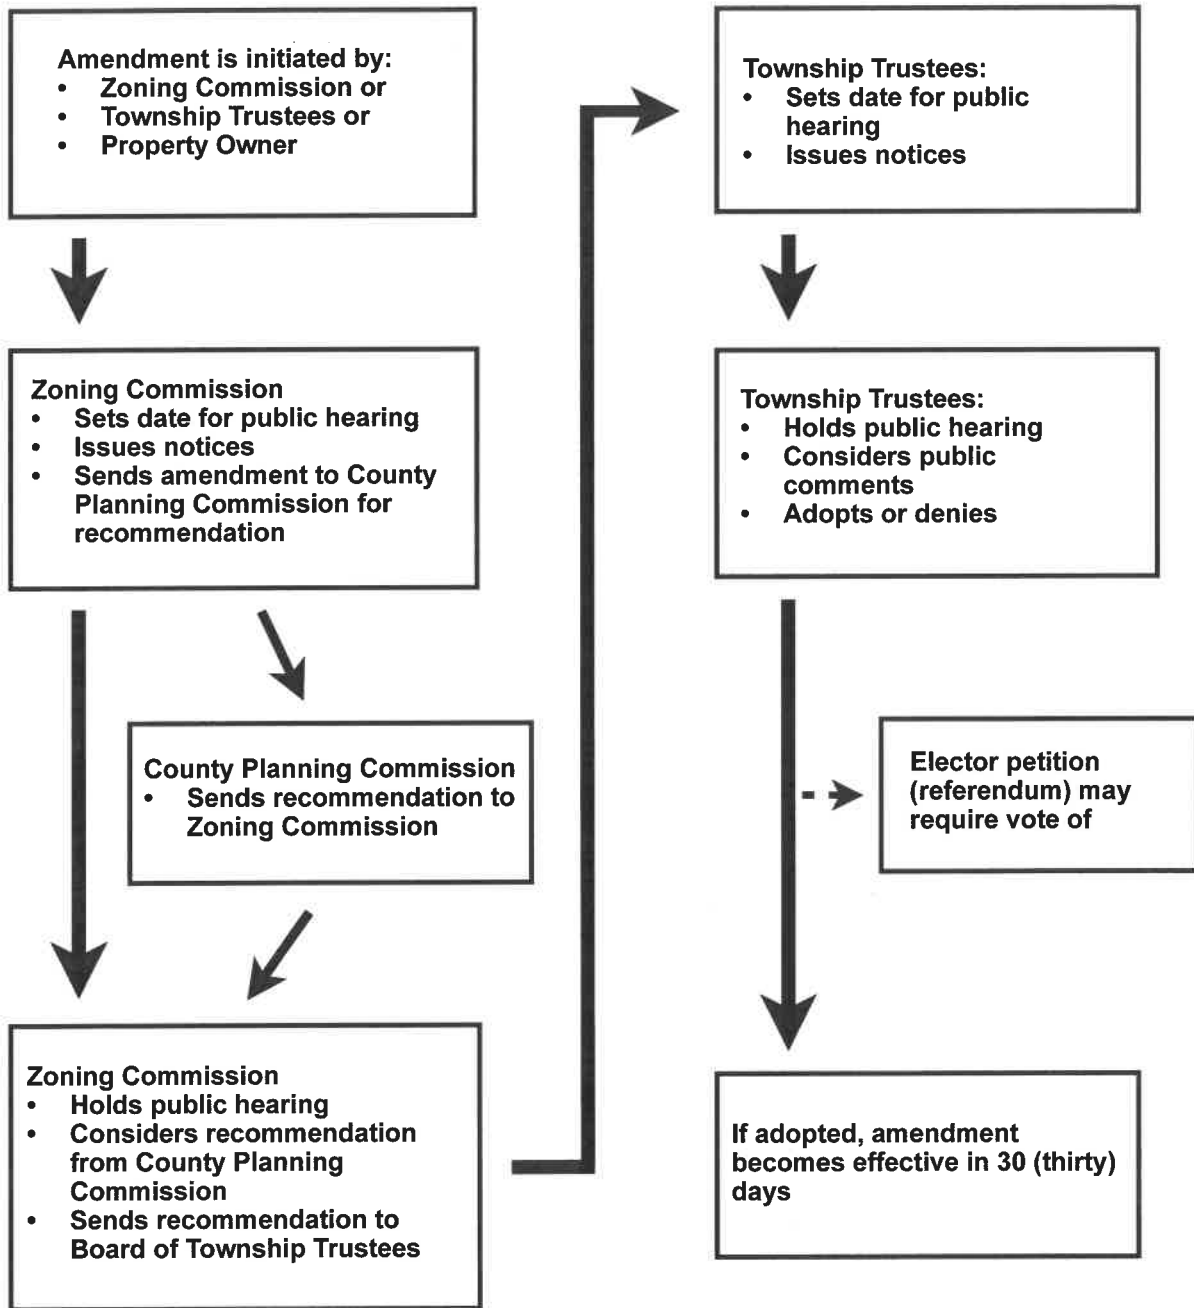 Amendment is initiated by:
• Zoning Commission or
• Township Trustees or
• Property Owner
Zoning Commission
• Sets date for public hearing
• Issues notices
• Sends amendment to County
Planning Commission for
recommendation
County Planning Commission
• Sends recommendation to
Zoning Commission
Zoning Commission
• Holds public hearing
• Considers recommendation
from County Planning
Commission
• Sends recommendation to
Board of Township Trustees
Township Trustees:
• Sets date for public
hearing
• Issues notices
Township Trustees:
• Holds public hearing
• Considers public
comments
• Adopts or denies
Elector petition
(referendum) may
require vote of
If adopted, amendment
becomes effective in 30 (thirty)
days